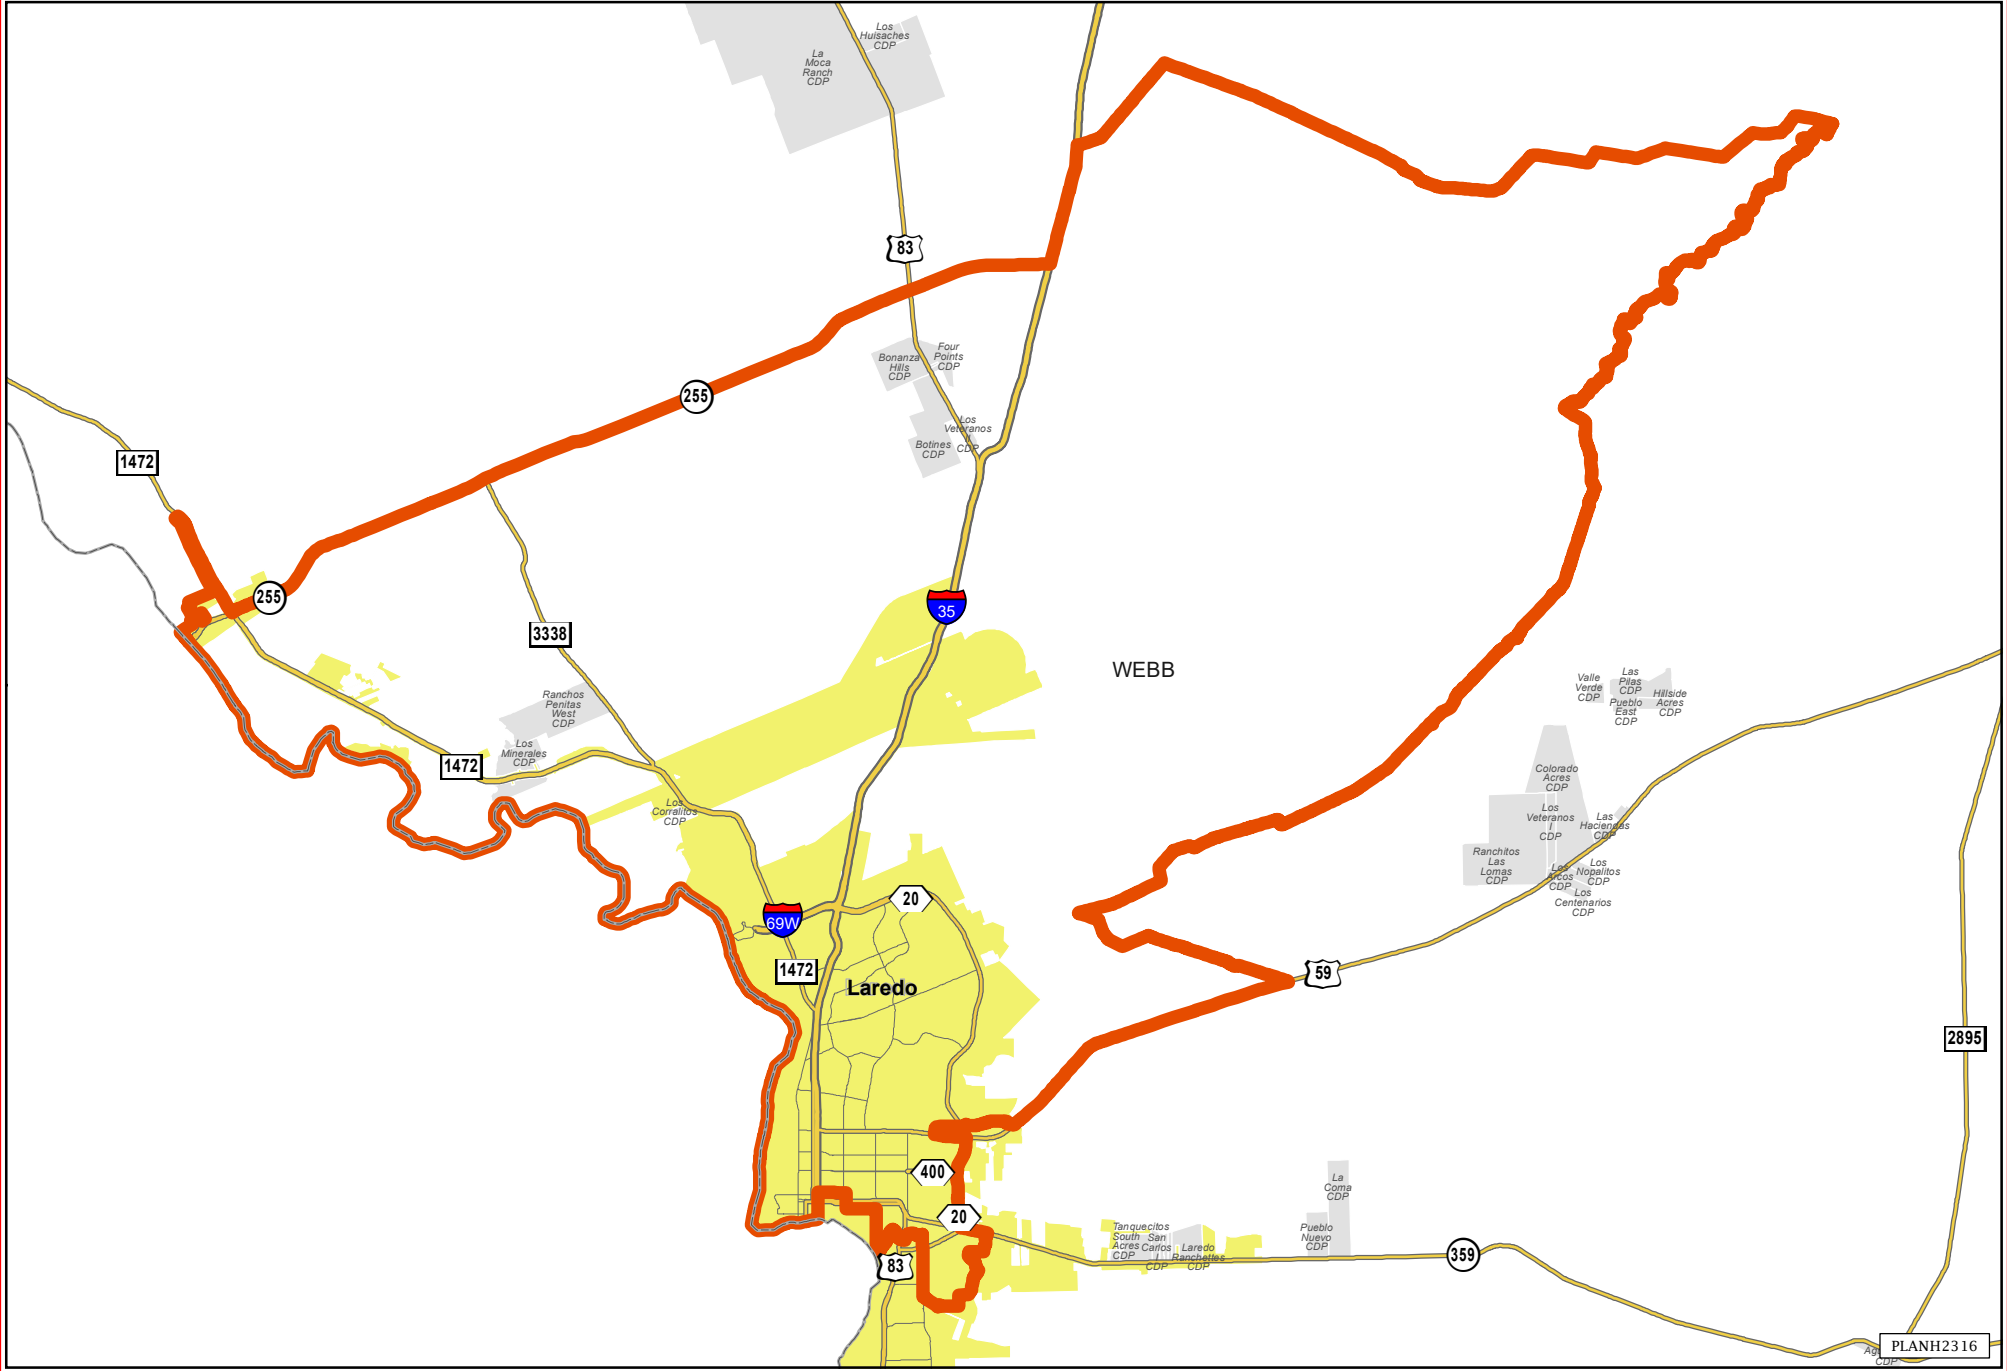 Los
Huisaches
CDP
La
Moca
Ranch
CDP
83
Four
Points
CDP
Bonanza
Hills
CDP
255
Los
Veteranos
II
CDP
Botines
CDP
1472
255
35
3338
WEBB
Valle
Verde
CDP
Las
Pilas
CDP
Hillside
Acres
CDP
Pueblo
East
CDP
Ranchos
Penitas
West
CDP
Los
Minerales
CDP
1472
Colorado
Acres
CDP
Los
Corralitos
CDP
Los
Veteranos
I
CDP
Las
Haciendas
CDP
Ranchitos
Las
Lomas
CDP
Los
Arcos
CDP
Los
Nopalitos
CDP
Los
Centenarios
CDP
20
69W
1472
59
Laredo
2895
400
La
Coma
CDP
20
Tanquecitos
South
Acres
CDP
San
Carlos
I
CDP
Laredo
Ranchettes
CDP
Pueblo
Nuevo
CDP
359
83
PLANH2316
CDP